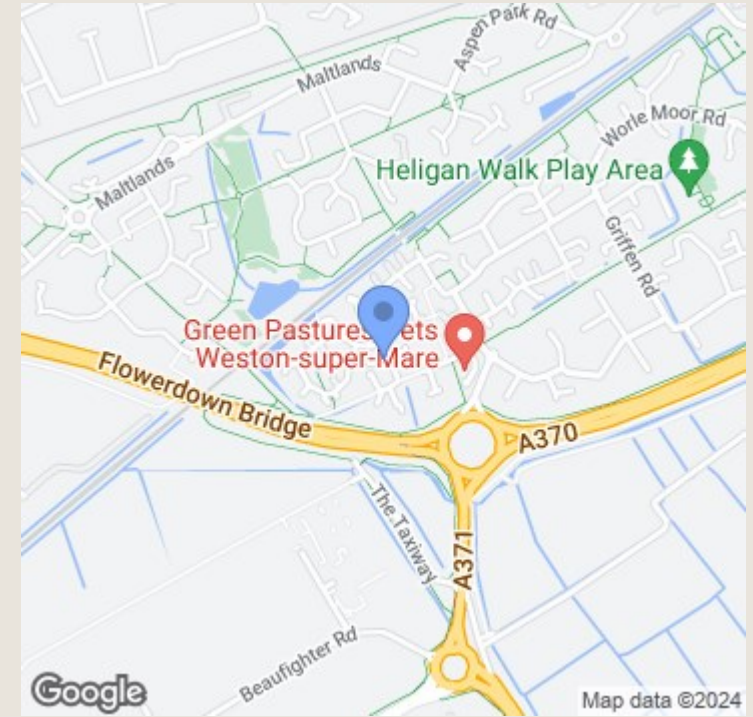 Aspen Park Rd
Maltlands
Worle Moor Rd
Maltlands
Heligan Walk Play Area
Griffen Rd
Green Pastures Vets
Weston-super-Mare
Flowerdown Bridge
A370
The Taxiway
A371
Beaufighter Rd
Google
Map data ©2024